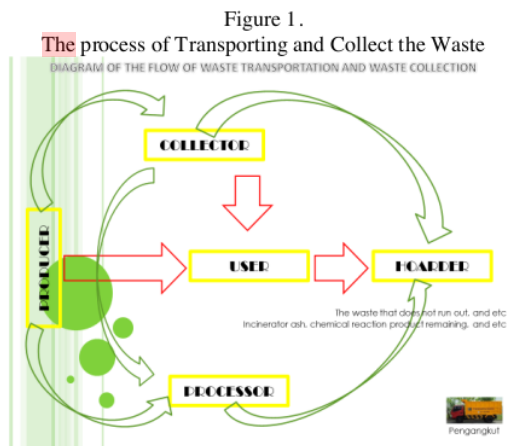 Figure 1.
The process of Transporting and Collect the Waste
DIAGRAM OF THE FLOW OF WASTE TRANSPORTATION AND WASTE COLLECTION
COLLECTOR
PRODUCER
USER
HOARDER
The waste that does not run out, and etc
Incinerator ash, chemical reaction product remaining, and etc
PROCESSOR
Pengangkut